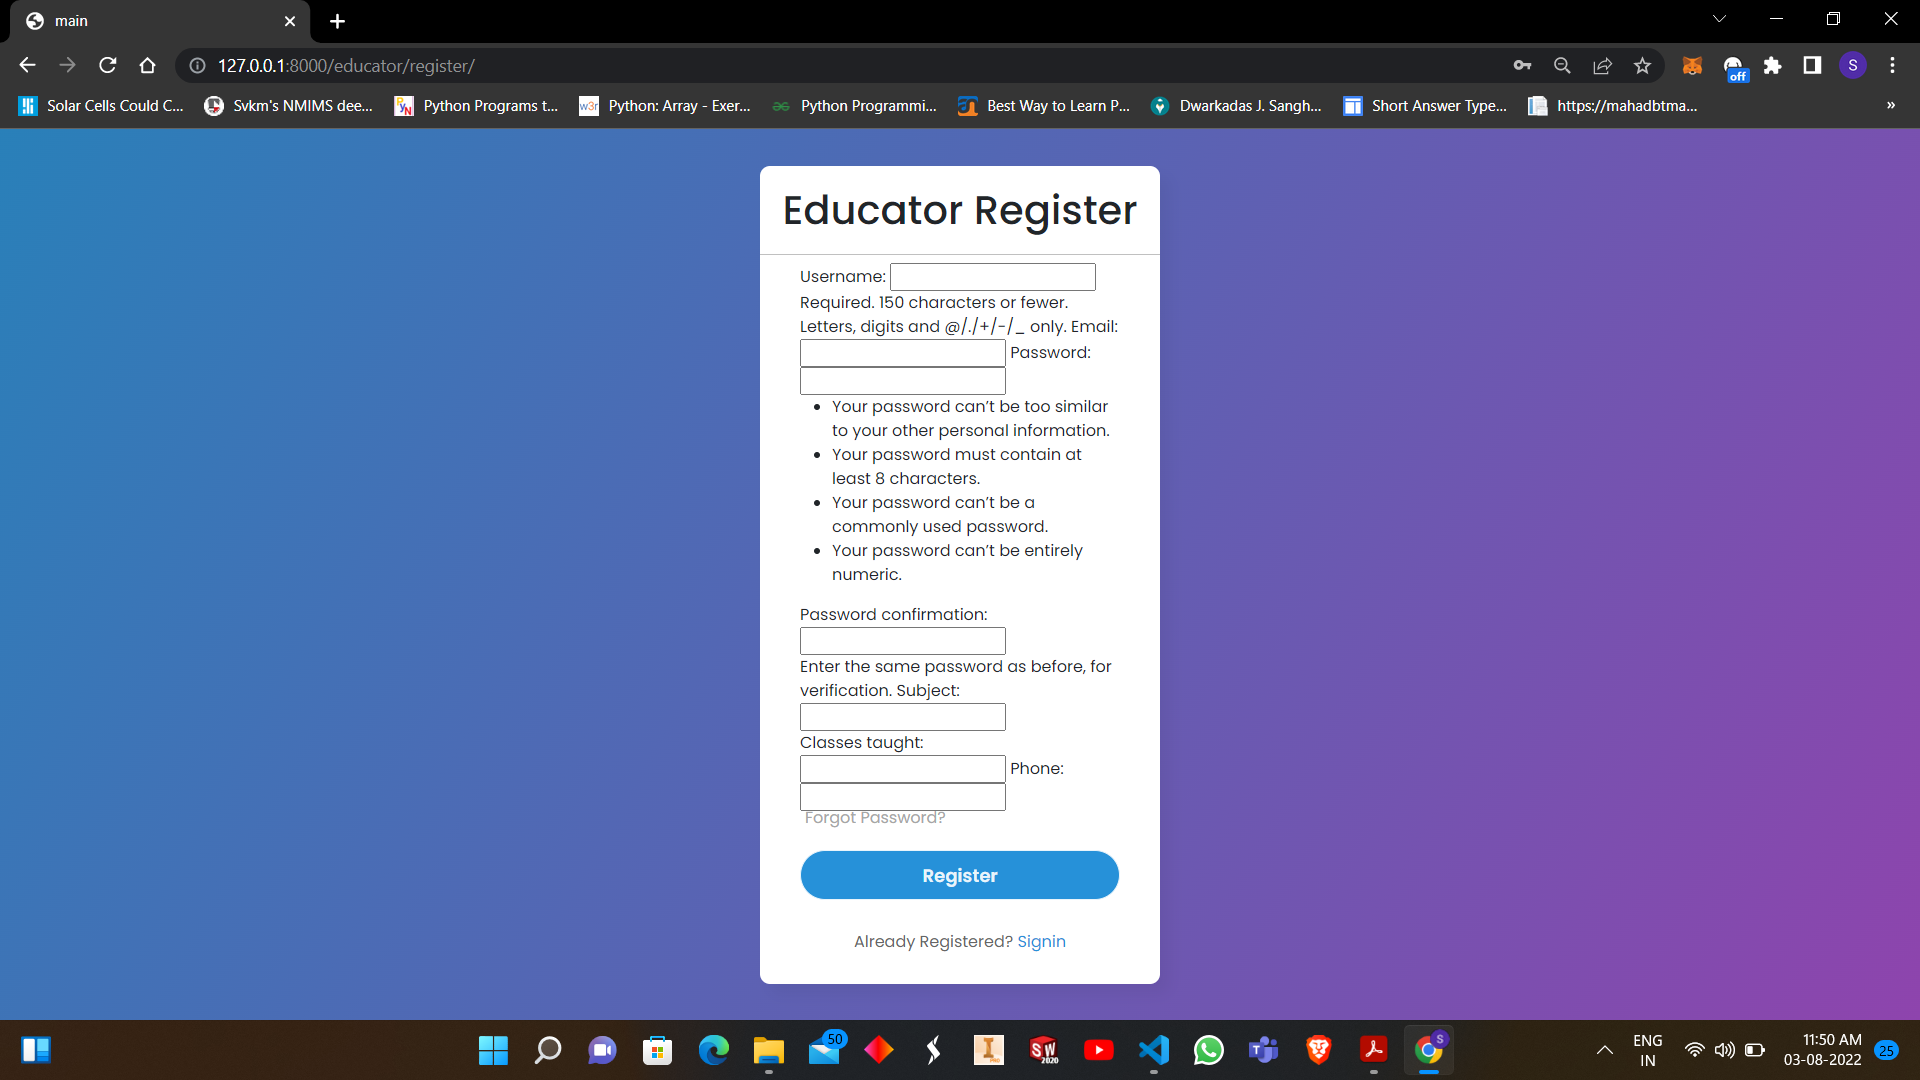 main
127.0.0.1:8000/educator/register/
off
S
Solar Cells Could C...
Svkm's NMIMS dee...
Python Programs t...
w3r
Python: Array - Exer...
Python Programmi...
Best Way to Learn P...
Dwarkadas J. Sangh...
Short Answer Type...
https://mahadbtma...
»
Educator Register
Username:
Required. 150 characters or fewer.
Letters, digits and @/./+/-/_ only. Email:
Password:
Your password can't be too similar
to your other personal information.
Your password must contain at
least 8 characters.
Your password can't be a
commonly used password.
Your password can't be entirely
numeric.
Password confirmation:
Enter the same password as before, for
verification. Subject:
Classes taught:
Phone:
Forgot Password?
Register
Already Registered? Signin
50
SW
2020
S
ENG
IN
11:50 AM
03-08-2022
25